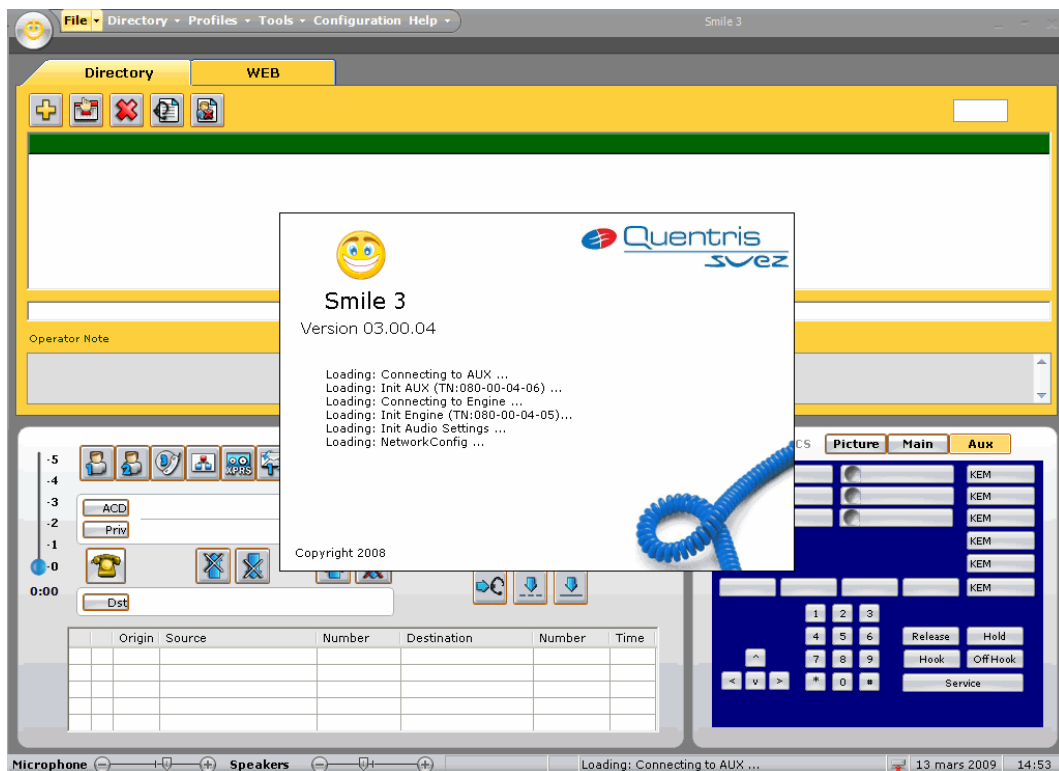 File Directory Profiles Tools Configuration Help
Smile 3
Directory WEB
Operator Note
Quentris
svez
Smile 3
Version 03.00.04
Loading: Connecting to AUX ...
Loading: Init AUX (TN:080-00-04-06) ...
Loading: Connecting to Engine ...
Loading: Init Engine (TN:080-00-04-05)...
Loading: Init Audio Settings ...
Loading: NetworkConfig ...
Copyright 2008
-5
-4
-3
-2
-1
-0
0:00
1 2 XPRS
ACD
Priv
Dst
Origin Source Number Destination Number Time
CS Picture Main Aux
KEM
KEM
KEM
KEM
KEM
KEM
1 2 3
4 5 6 Release Hold
^ 7 8 9 Hook Off Hook
< v > * 0 # Service
Microphone Speakers Loading: Connecting to AUX ... 13 mars 2009 14:53